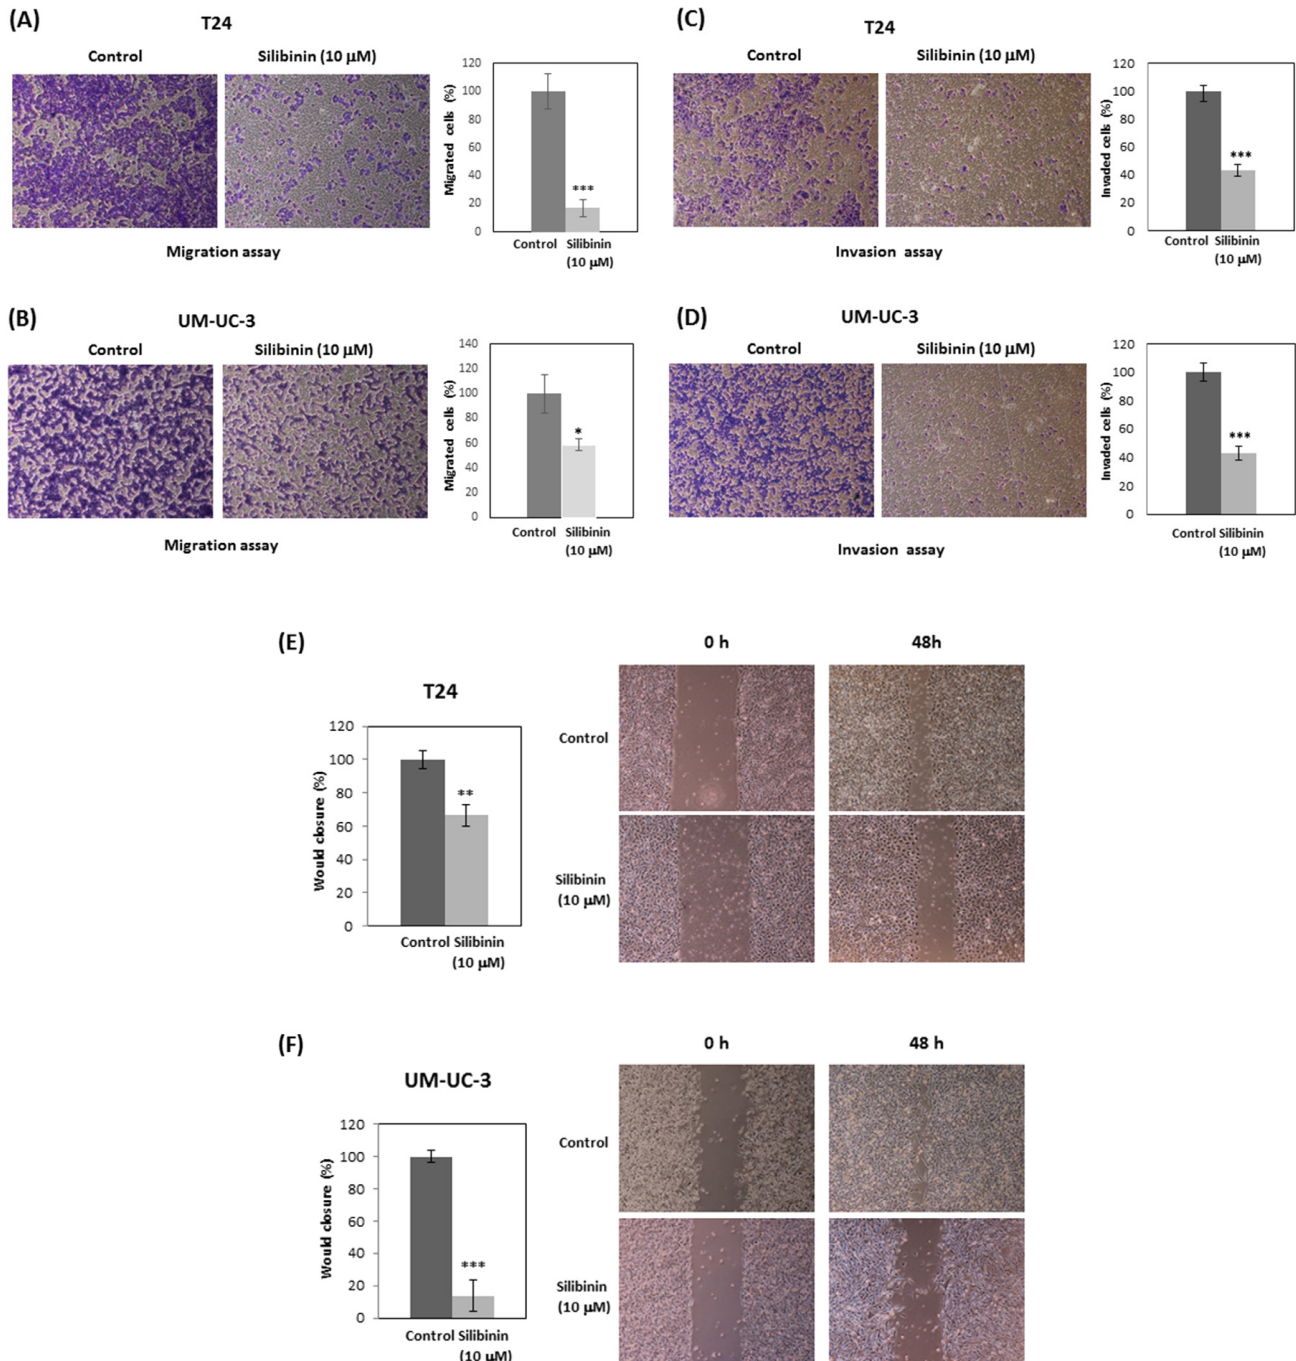 (A)
T24
Control
Silibinin (10 μM)
Migrated cells (%)
120
100
80
60
40
20
0
***
Control
Silibinin
(10 μM)
Migration assay
(C)
T24
Control
Silibinin (10 μM)
Invaded cells (%)
120
100
80
60
40
20
0
***
Control Silibinin
(10 μM)
Invasion assay
(B)
UM-UC-3
Control
Silibinin (10 μM)
Migrated cells (%)
140
120
100
80
60
40
20
0
*
Control
Silibinin
(10 μM)
Migration assay
(D)
UM-UC-3
Control
Silibinin (10 μM)
Invaded cells (%)
120
100
80
60
40
20
0
***
Control Silibinin
(10 μM)
Invasion assay
(E)
T24
Would closure (%)
120
100
80
60
40
20
0
**
Control Silibinin
(10 μM)
0 h
48h
Control
Silibinin
(10 μM)
(F)
UM-UC-3
Would closure (%)
120
100
80
60
40
20
0
***
Control Silibinin
(10 μM)
0 h
48 h
Control
Silibinin
(10 μM)